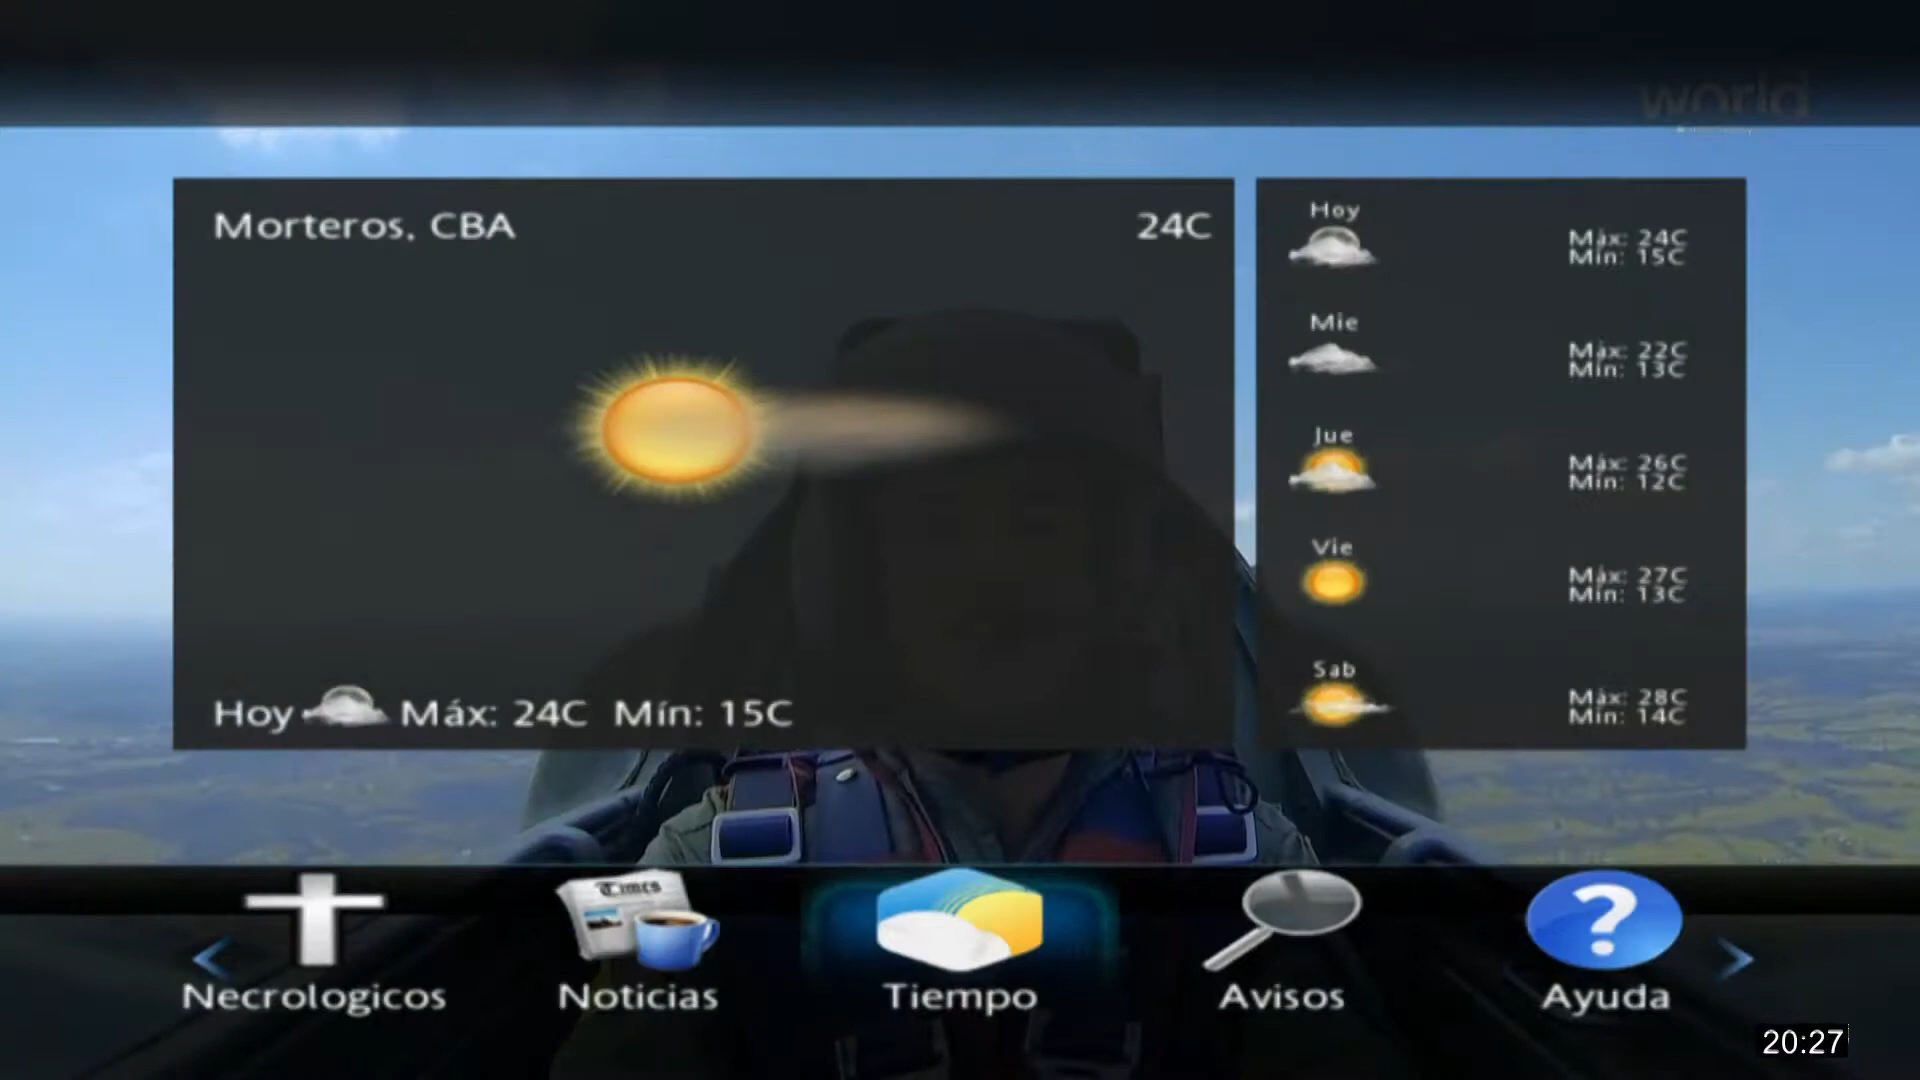 world
Morteros, CBA
24C
Hoy Máx: 24C Mín: 15C
Hoy
Máx: 24C
Mín: 15C
Mie
Máx: 22C
Mín: 13C
Jue
Máx: 26C
Mín: 12C
Vie
Máx: 27C
Mín: 13C
Sab
Máx: 28C
Mín: 14C
Times
Necrologicos
Noticias
Tiempo
Avisos
Ayuda
20:27